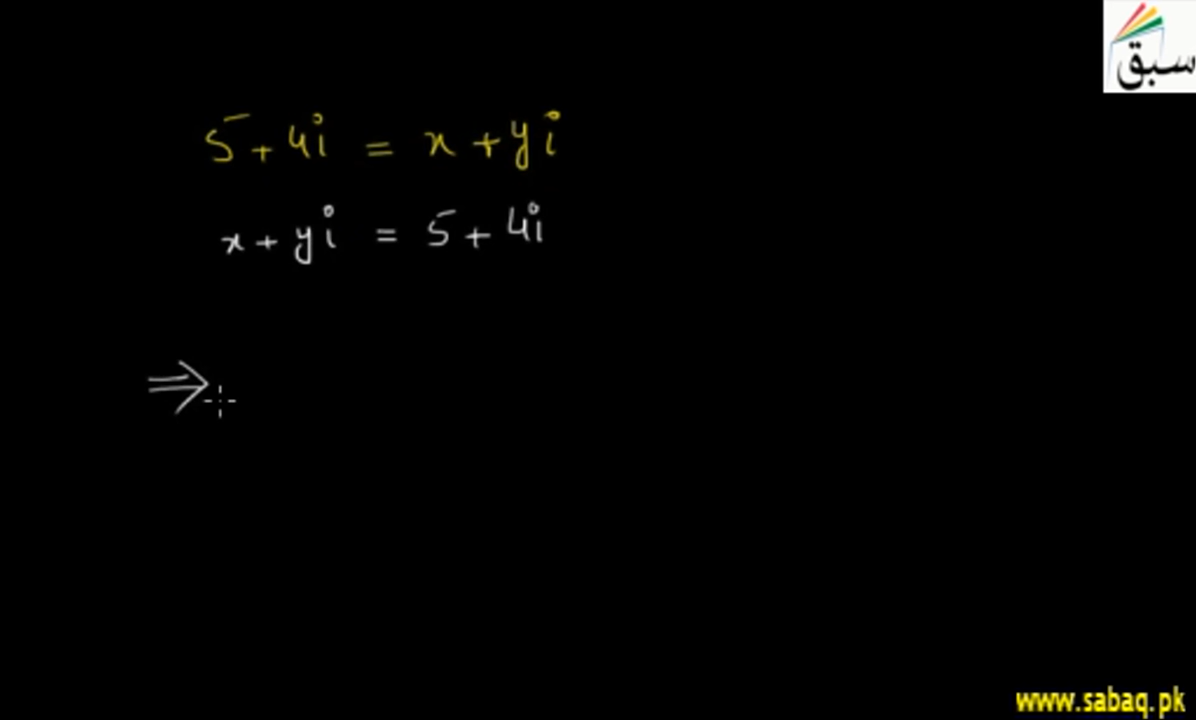 سبق
5 + 4i = x + yi
x + yi = 5 + 4i
⇒
www.sabaq.pk